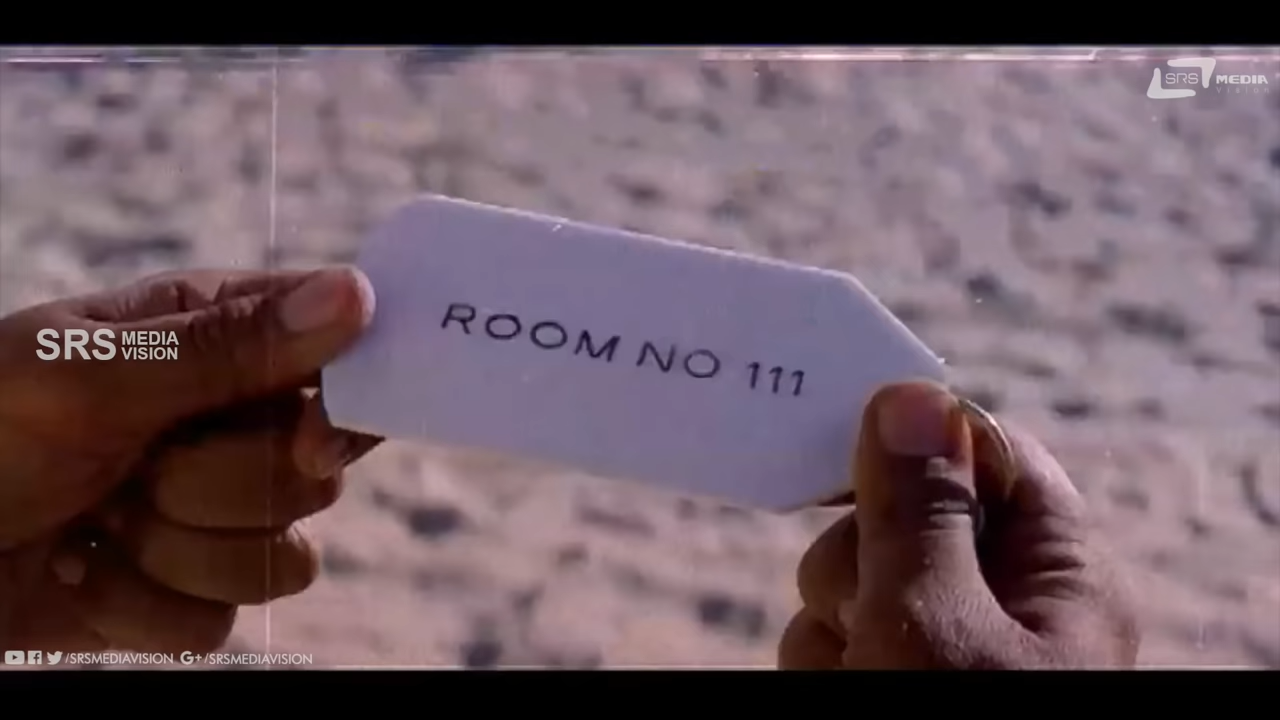 SRS MEDIA
VISION
ROOM NO 111
SRS MEDIA
VISION
/SRSMEDIAVISION G+/SRSMEDIAVISION